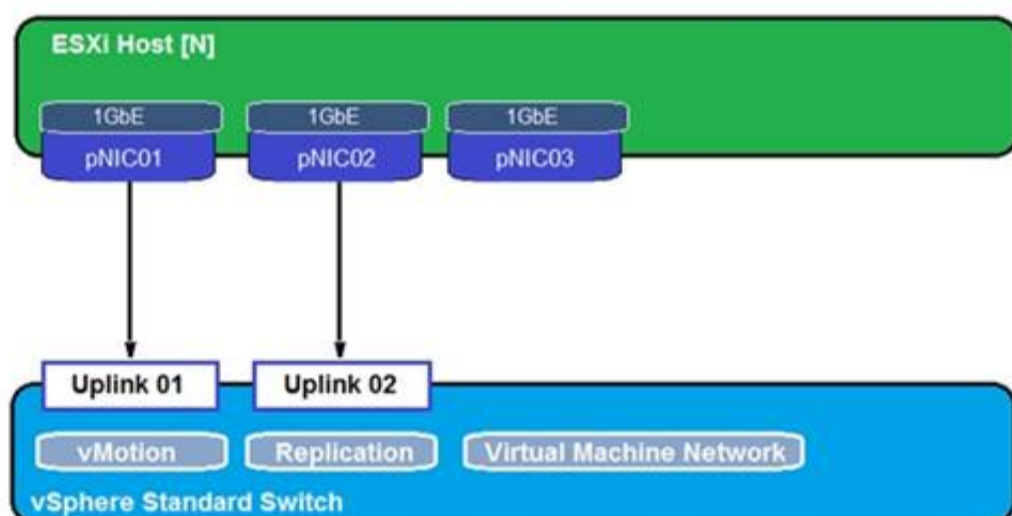 ESXi Host [N]
1GbE 1GbE 1GbE
pNIC01 pNIC02 pNIC03
Uplink 01 Uplink 02
vMotion Replication Virtual Machine Network
vSphere Standard Switch